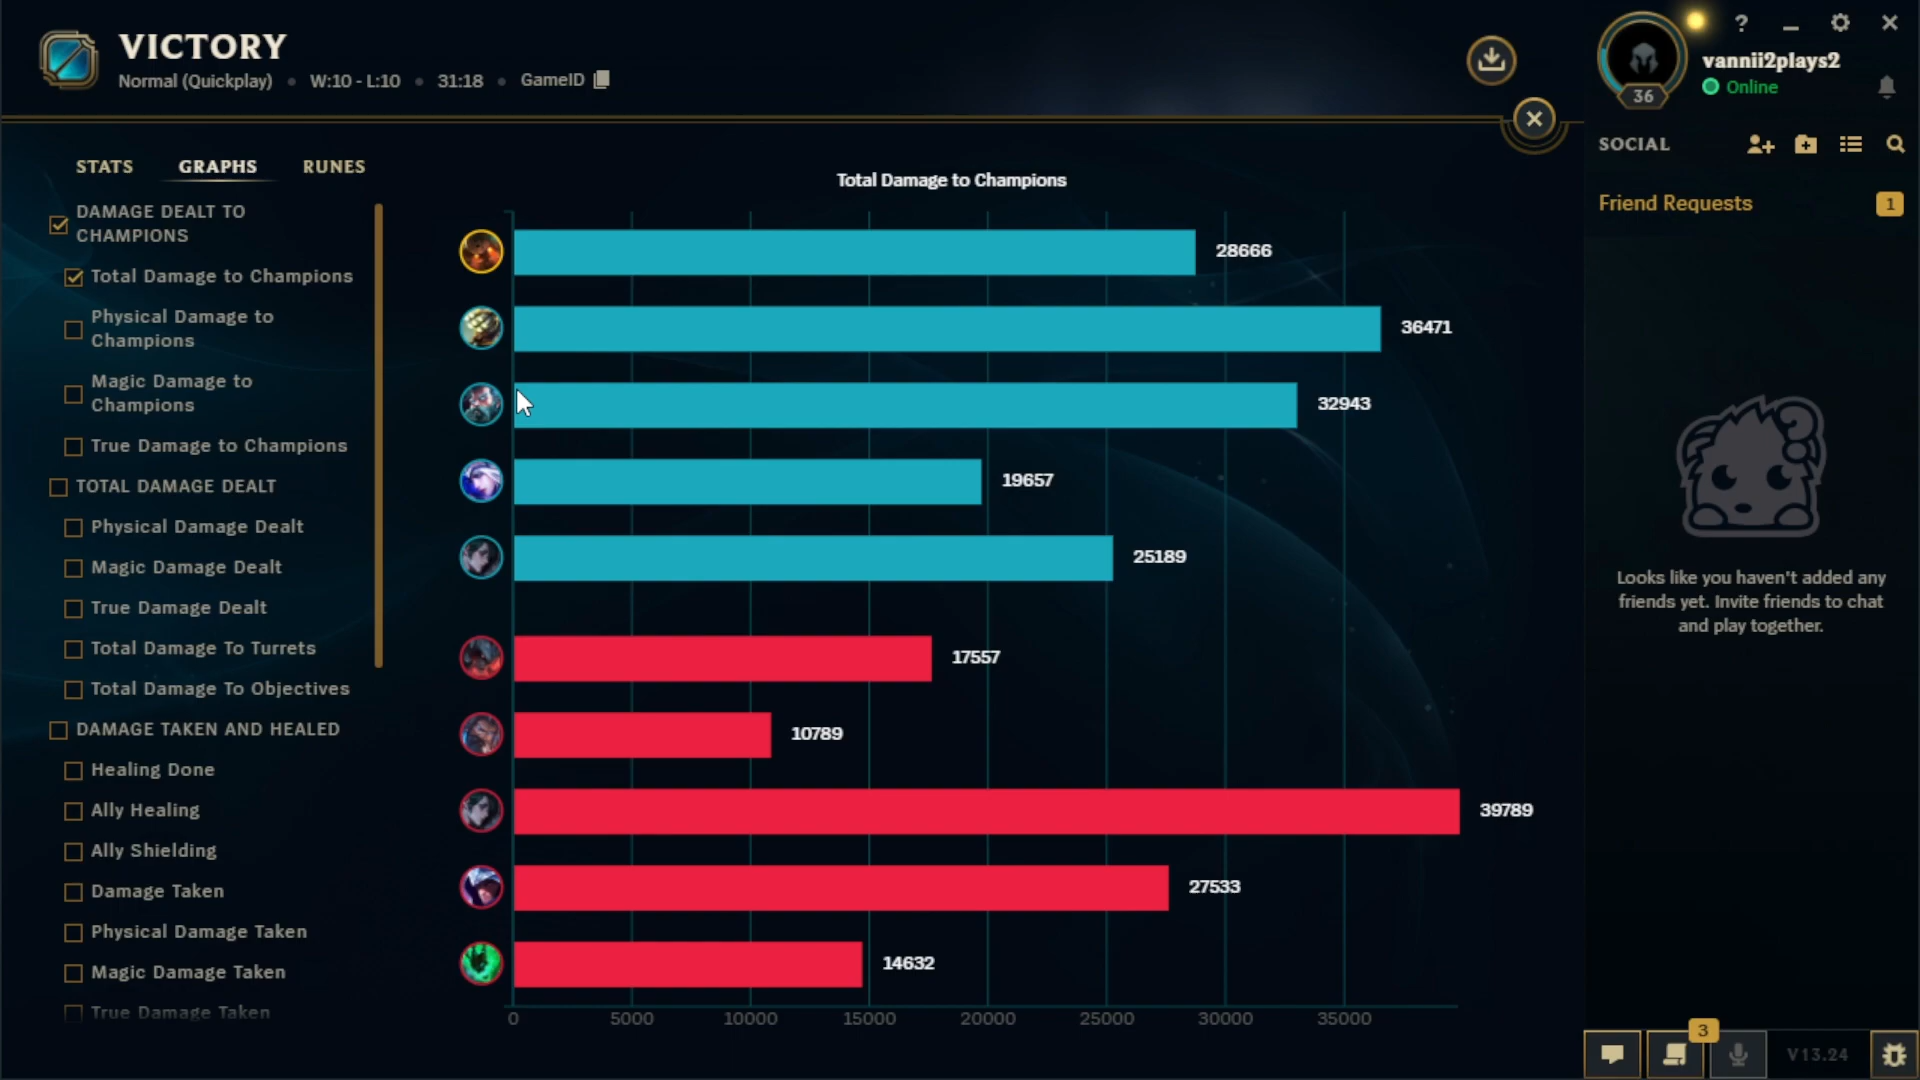 VICTORY
Normal (Quickplay) • W:10 - L:10 • 31:18 • GameID
36
vannii2plays2
Online
?
SOCIAL
Friend Requests 1
STATS GRAPHS RUNES
DAMAGE DEALT TO
CHAMPIONS
Total Damage to Champions
Physical Damage to
Champions
Magic Damage to
Champions
True Damage to Champions
TOTAL DAMAGE DEALT
Physical Damage Dealt
Magic Damage Dealt
True Damage Dealt
Total Damage To Turrets
Total Damage To Objectives
DAMAGE TAKEN AND HEALED
Healing Done
Ally Healing
Ally Shielding
Damage Taken
Physical Damage Taken
Magic Damage Taken
True Damage Taken
Total Damage to Champions
28666
36471
32943
19657
25189
17557
10789
39789
27533
14632
0 5000 10000 15000 20000 25000 30000 35000
Looks like you haven't added any
friends yet. Invite friends to chat
and play together.
3
V13.24